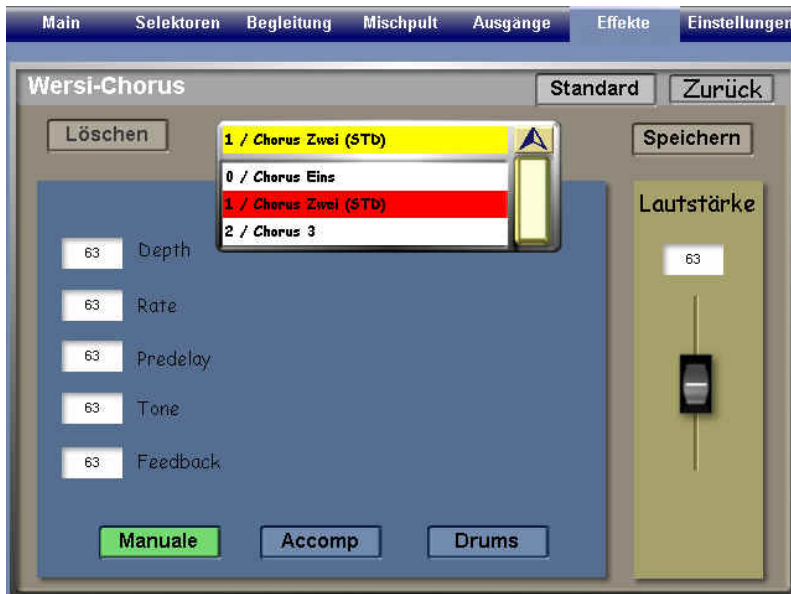 Main Selektoren Begleitung Mischpult Ausgänge Effekte Einstellungen
Wersi-Chorus Standard Zurück
Löschen 1 / Chorus Zwei (STD) Speichern
0 / Chorus Eins
1 / Chorus Zwei (STD)
2 / Chorus 3
Lautstärke
63
63 Depth
63 Rate
63 Predelay
63 Tone
63 Feedback
Manuale Accomp Drums